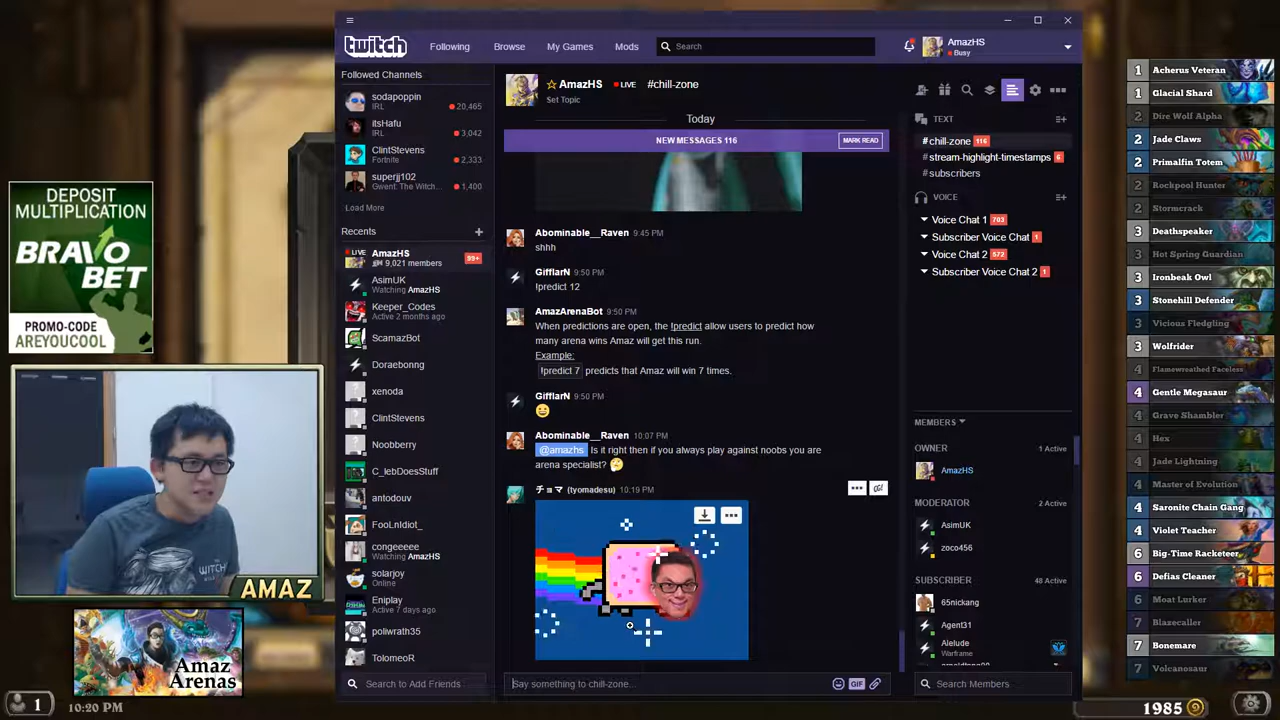 DEPOSIT
MULTIPLICATION
BRAVO
BET
PROMO-CODE
AREYOUCOOL
AMAZ
Amaz
Arenas
1
10:20 PM
twitch
Following
Browse
My Games
Mods
Search
AmazHS
Busy
Followed Channels
sodapoppin
IRL
20,465
itsHafu
IRL
3,042
ClintStevens
Fortnite
2,333
superjj102
Gwent: The Witch...
1,400
Load More
Recents
+
LIVE
AmazHS
9,021 members
99+
AsimUK
Watching AmazHS
Keeper_Codes
Active 2 months ago
ScamazBot
Doraebonng
xenoda
ClintStevens
Noobberry
C_lebDoesStuff
antodouv
FooLnIdiot_
congeeeee
Watching AmazHS
solarjoy
Online
Eniplay
Active 7 days ago
poliwrath35
TolomeoR
Search to Add Friends
AmazHS
LIVE
#chill-zone
Set Topic
Today
NEW MESSAGES 116
MARK READ
Abominable__Raven 9:45 PM
shhh
GifflarN 9:50 PM
!predict 12
AmazArenaBot 9:50 PM
When predictions are open, the !predict allow users to predict how
many arena wins Amaz will get this run.
Example:
!predict 7 predicts that Amaz will win 7 times.
GifflarN 9:50 PM
Abominable__Raven 10:07 PM
@amazhs Is it right then if you always play against noobs you are
arena specialist?
チョマ (tyomadesu) 10:19 PM
Say something to chill-zone...
GIF
TEXT
#chill-zone 116
#stream-highlight-timestamps 6
#subscribers
VOICE
Voice Chat 1 703
Subscriber Voice Chat 1
Voice Chat 2 572
Subscriber Voice Chat 2 1
MEMBERS
OWNER
1 Active
AmazHS
MODERATOR
2 Active
AsimUK
zoco456
SUBSCRIBER
48 Active
65nickang
Agent31
Alelude
Warframe
Search Members
1 Acherus Veteran
1 Glacial Shard
2 Dire Wolf Alpha
2 Jade Claws
2 Primalfin Totem
2 Rockpool Hunter
2 Stormcrack
3 Deathspeaker
3 Hot Spring Guardian
3 Ironbeak Owl
3 Stonehill Defender
3 Vicious Fledgling
3 Wolfrider
4 Flamewreathed Faceless
4 Gentle Megasaur
4 Grave Shambler
4 Hex
4 Jade Lightning
4 Master of Evolution
4 Saronite Chain Gang
4 Violet Teacher
6 Big-Time Racketeer
6 Defias Cleaner
6 Moat Lurker
7 Blazecaller
7 Bonemare
7 Volcanosaur
1985